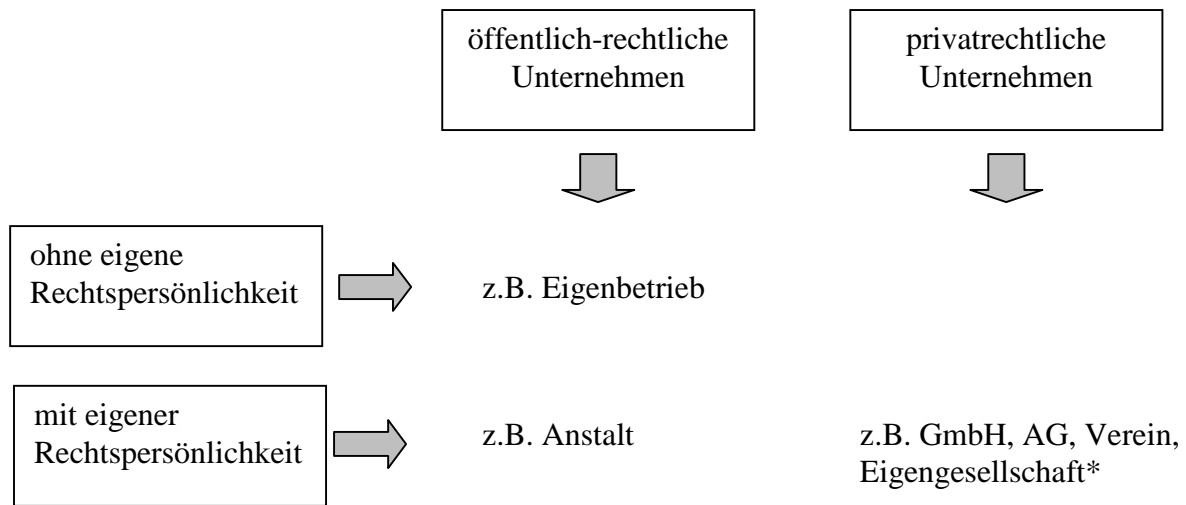 öffentlich-rechtliche
Unternehmen
privatrechtliche
Unternehmen
ohne eigene
Rechtspersönlichkeit
z.B. Eigenbetrieb
mit eigener
Rechtspersönlichkeit
z.B. Anstalt
z.B. GmbH, AG, Verein,
Eigengesellschaft*